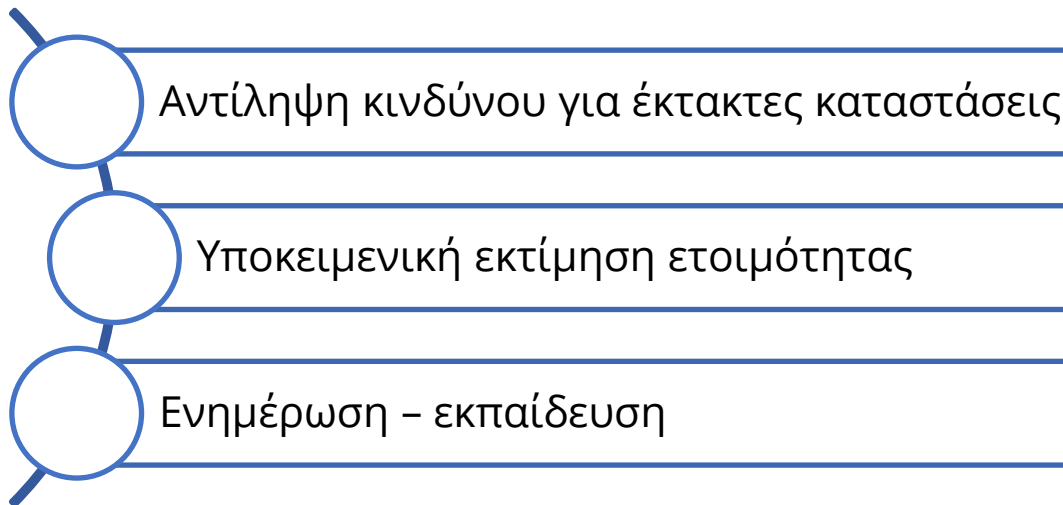 Αντίληψη κινδύνου για έκτακτες καταστάσεις
Υποκειμενική εκτίμηση ετοιμότητας
Ενημέρωση – εκπαίδευση